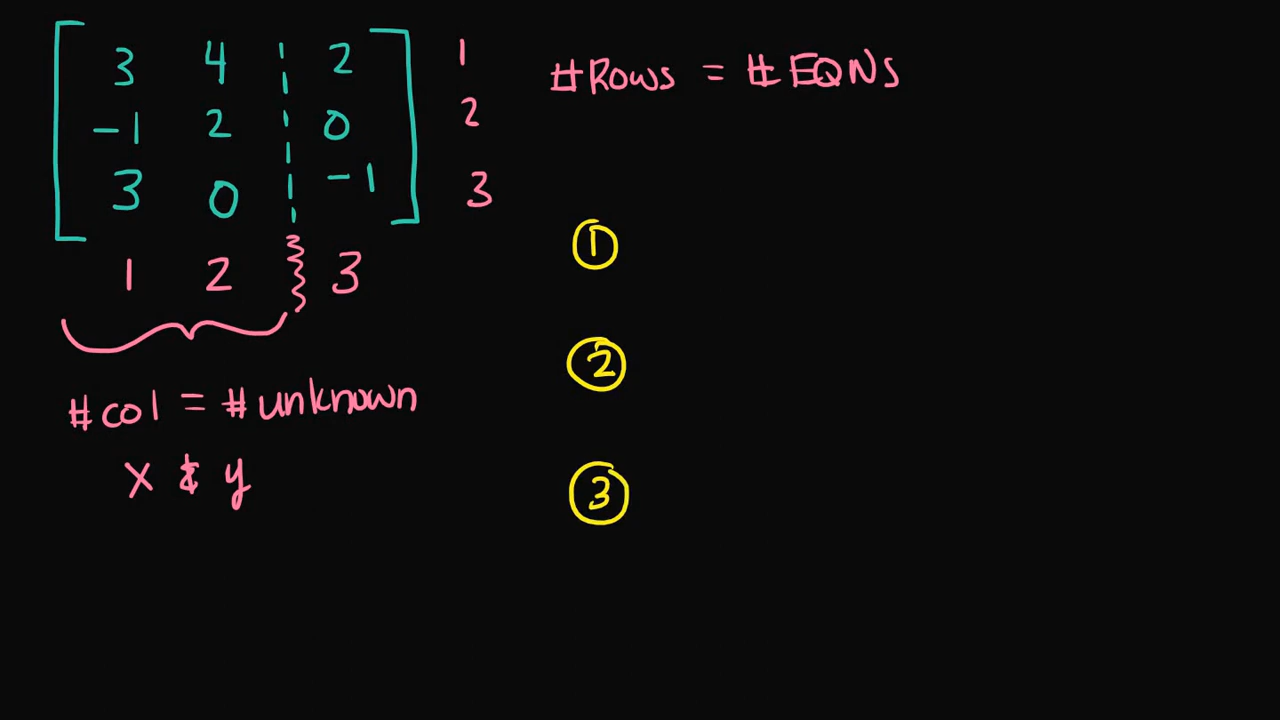 3 4 2 1
-1 2 0 2
3 0 -1 3
1 2 3
#col = #unknown
x & y
#Rows = #EQNs
1
2
3